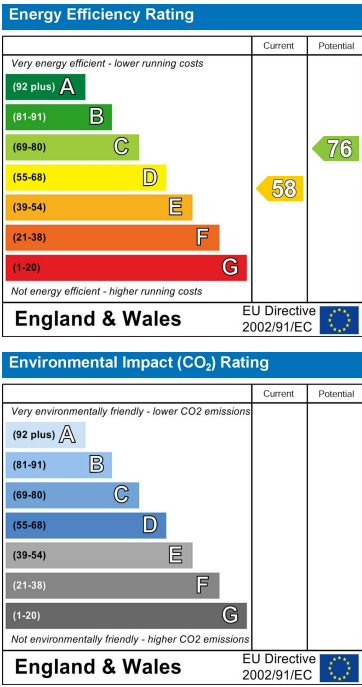 Energy Efficiency Rating
Current Potential
Very energy efficient - lower running costs
(92 plus) A
(81-91) B
(69-80) C
76
(55-68) D
58
(39-54) E
(21-38) F
(1-20) G
Not energy efficient - higher running costs
England & Wales
EU Directive
2002/91/EC
Environmental Impact (CO₂) Rating
Current Potential
Very environmentally friendly - lower CO2 emissions
(92 plus) A
(81-91) B
(69-80) C
(55-68) D
(39-54) E
(21-38) F
(1-20) G
Not environmentally friendly - higher CO2 emissions
England & Wales
EU Directive
2002/91/EC